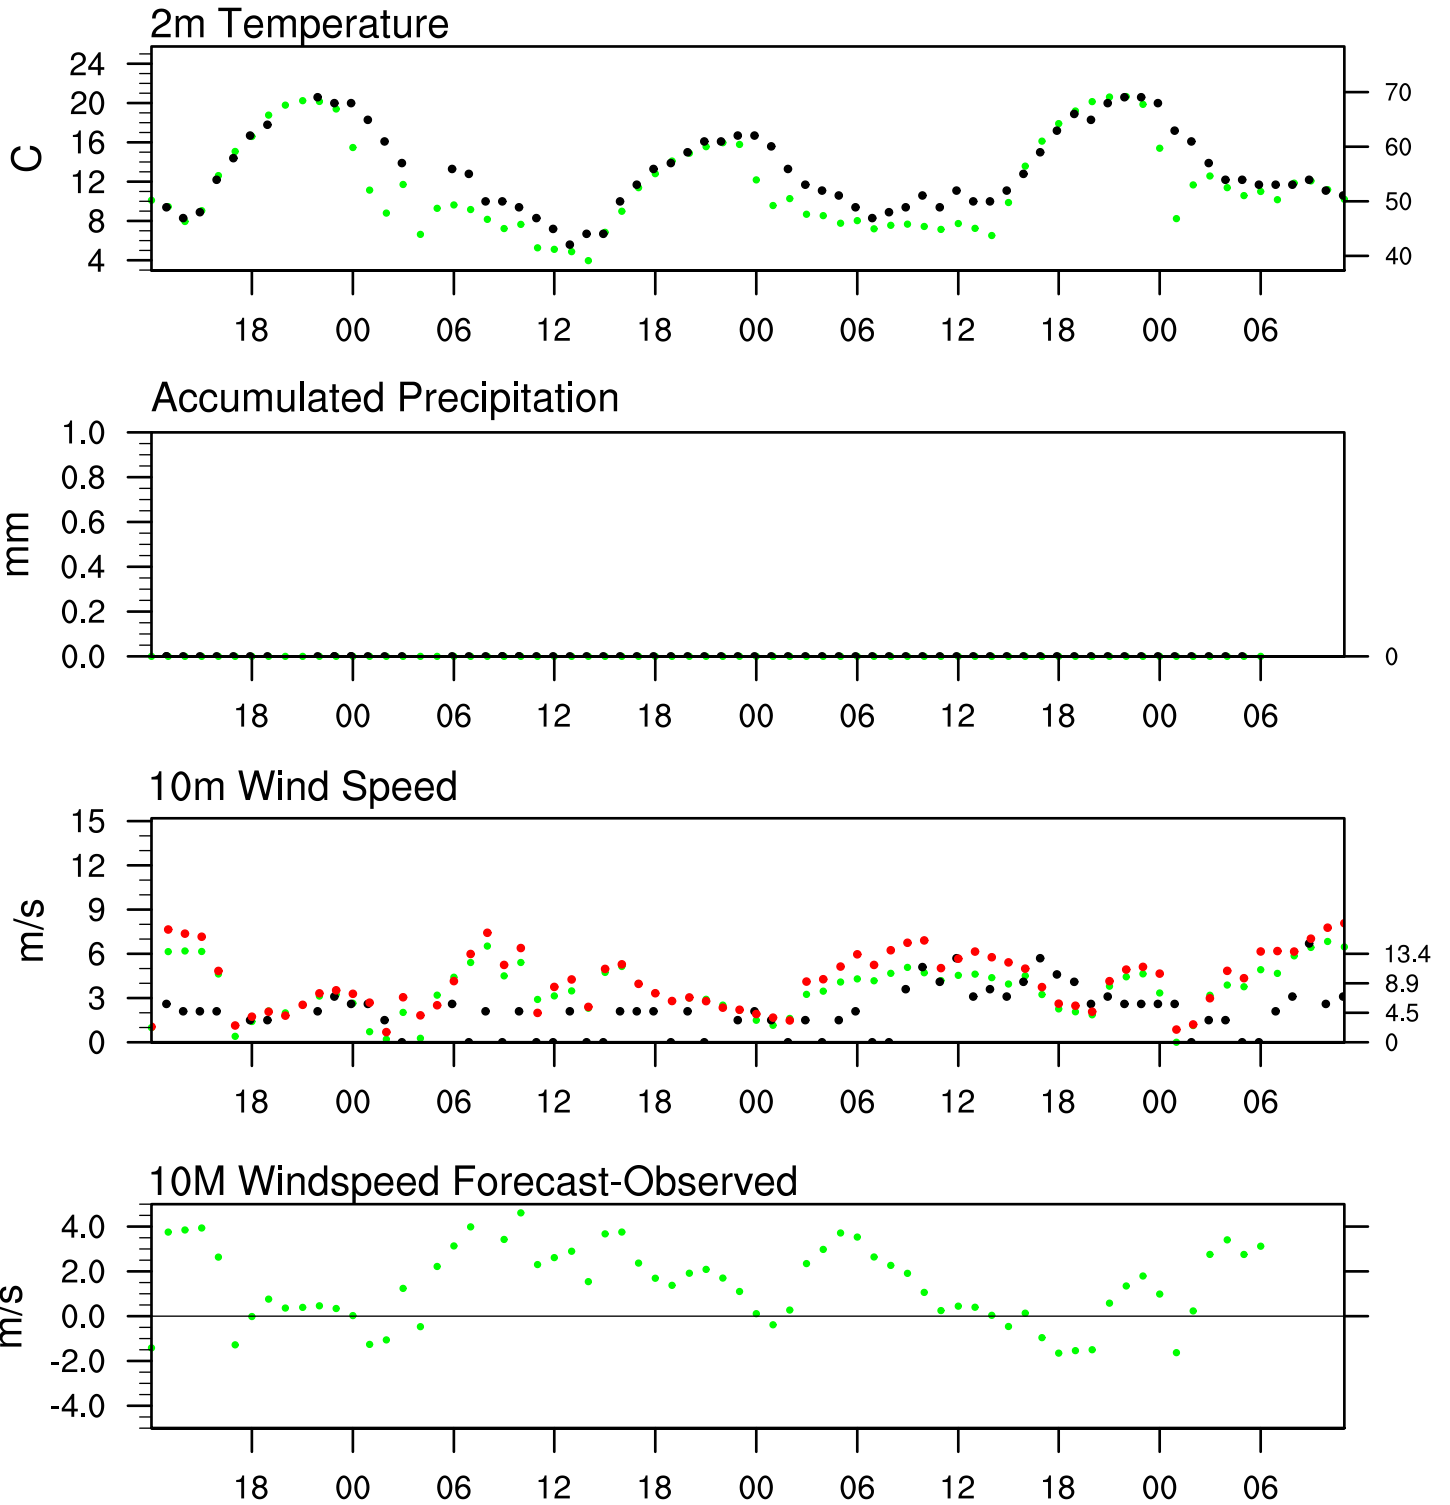 2m Temperature
24
20
16
12
8
4
C
70
60
50
40
18 00 06 12 18 00 06 12 18 00 06
Accumulated Precipitation
1.0
0.8
0.6
0.4
0.2
0.0
mm
0
18 00 06 12 18 00 06 12 18 00 06
10m Wind Speed
15
12
9
6
3
0
m/s
13.4
8.9
4.5
0
18 00 06 12 18 00 06 12 18 00 06
10M Windspeed Forecast-Observed
4.0
2.0
0.0
-2.0
-4.0
m/s
18 00 06 12 18 00 06 12 18 00 06